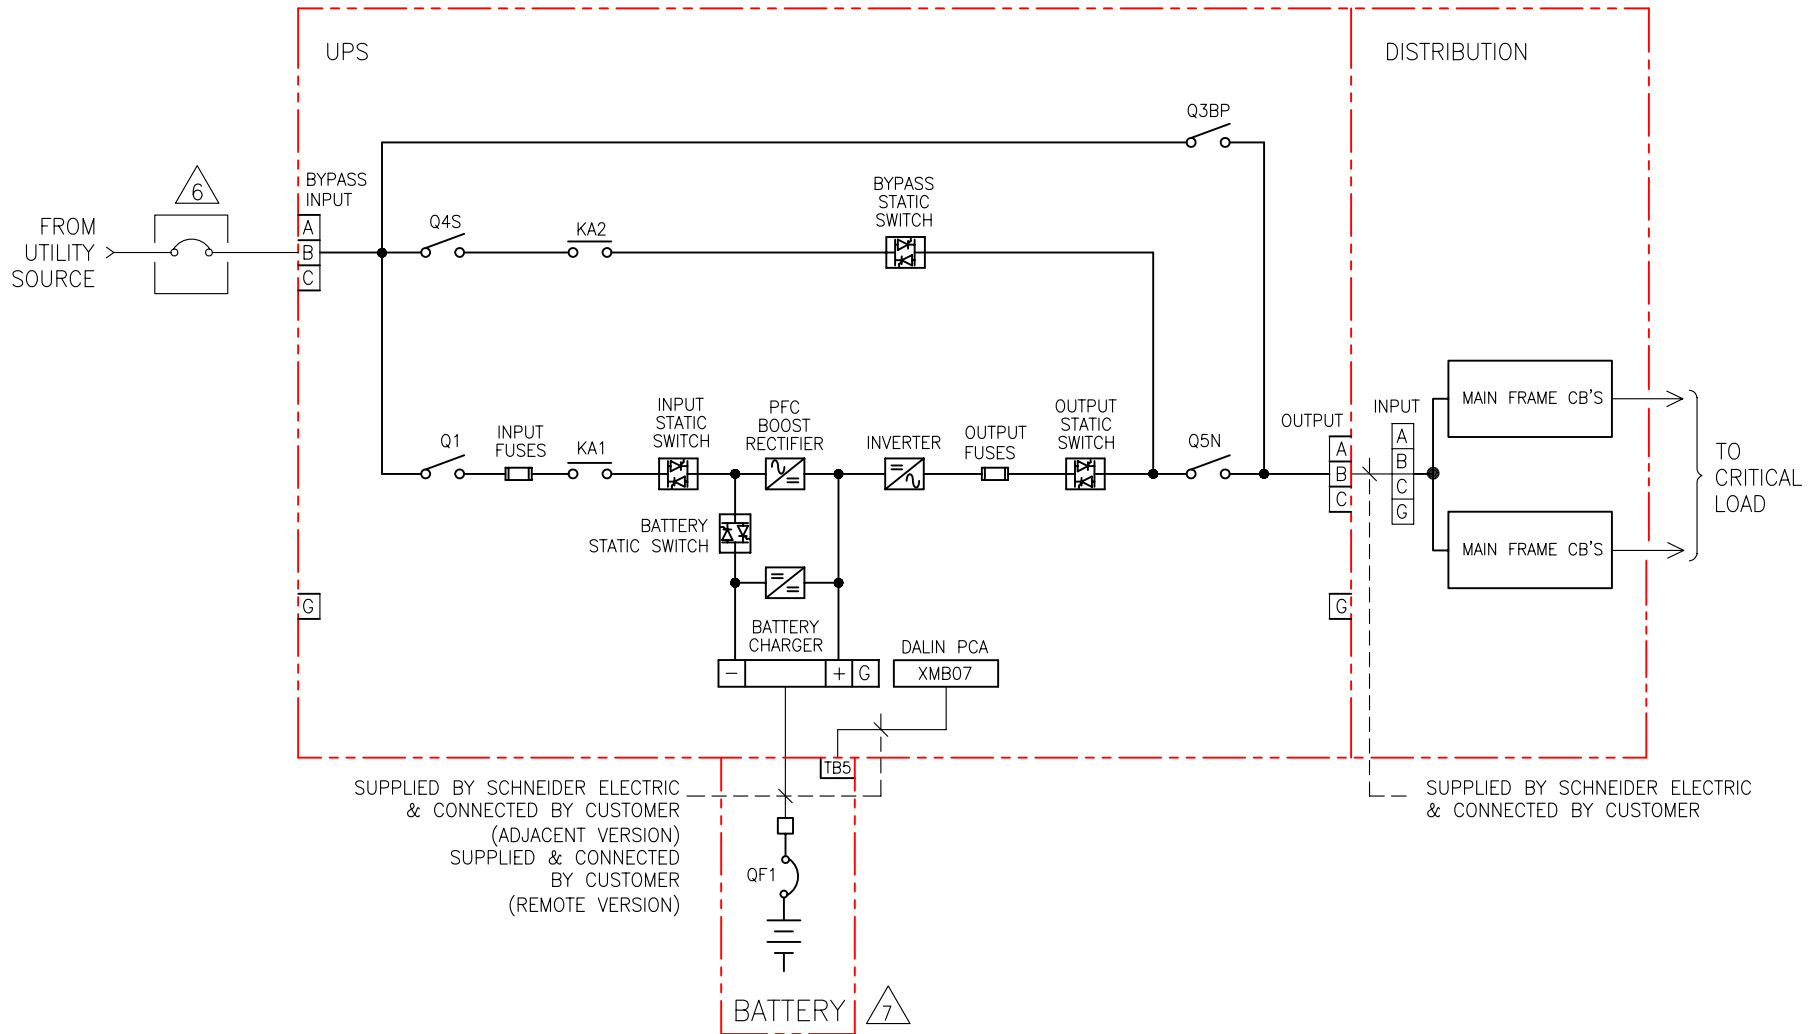 UPS
DISTRIBUTION
Q3BP
6
BYPASS
INPUT
A
B
C
FROM
UTILITY
SOURCE
Q4S
KA2
BYPASS
STATIC
SWITCH
Q1
INPUT
FUSES
KA1
INPUT
STATIC
SWITCH
PFC
BOOST
RECTIFIER
INVERTER
OUTPUT
FUSES
OUTPUT
STATIC
SWITCH
Q5N
OUTPUT
A
B
C
INPUT
A
B
C
G
MAIN FRAME CB'S
MAIN FRAME CB'S
TO
CRITICAL
LOAD
BATTERY
STATIC SWITCH
G
G
BATTERY
CHARGER
− + G
DALIN PCA
XMB07
TB5
SUPPLIED BY SCHNEIDER ELECTRIC
& CONNECTED BY CUSTOMER
(ADJACENT VERSION)
SUPPLIED & CONNECTED
BY CUSTOMER
(REMOTE VERSION)
SUPPLIED BY SCHNEIDER ELECTRIC
& CONNECTED BY CUSTOMER
QF1
BATTERY
7